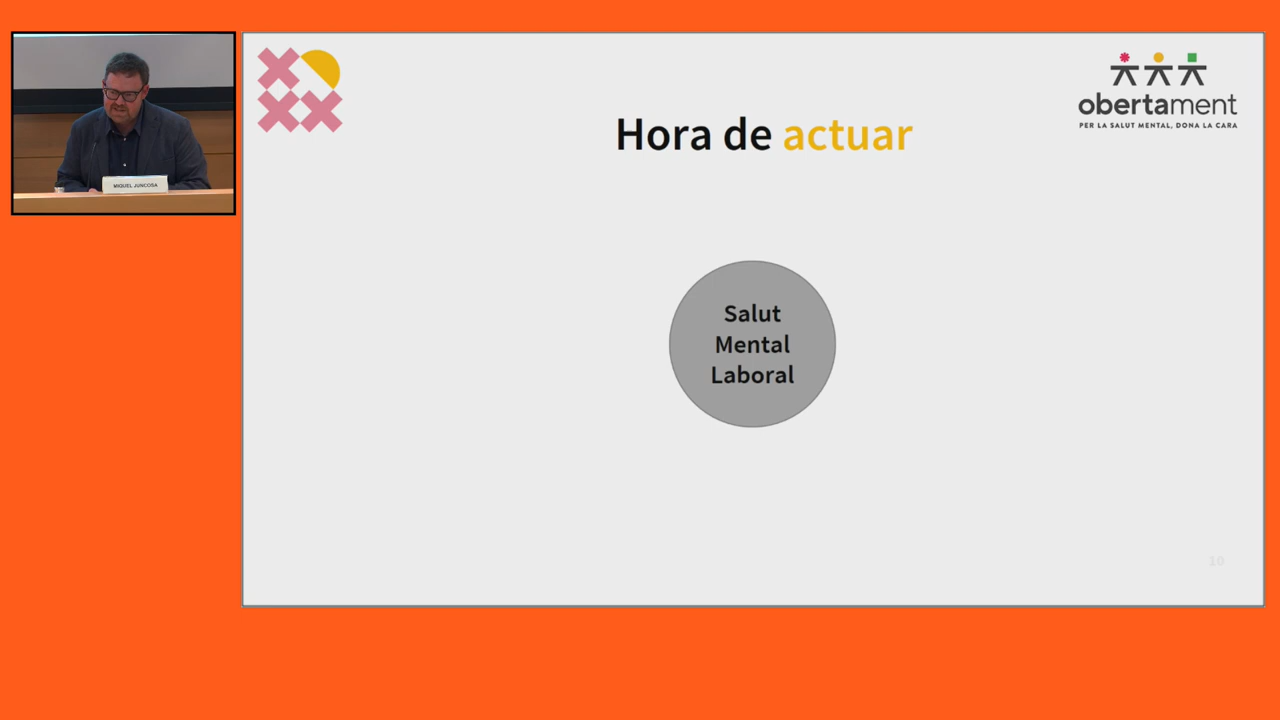 MIQUEL JUNCOSA
obertament
PER LA SALUT MENTAL, DONA LA CARA
Hora de actuar
Salut
Mental
Laboral
10